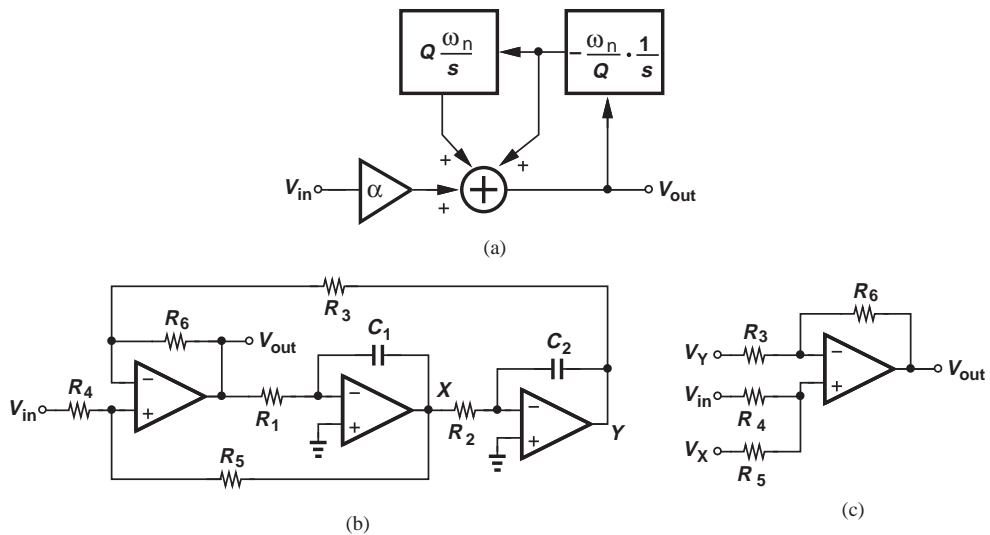 Q ωn/s
− ωn/Q · 1/s
Vin
α
+
+
+
+
Vout
(a)
R3
R6
C1
Vout
C2
R4
−
+
Vin
R1
−
+
X
R2
−
+
Y
R5
(b)
R6
R3
VY
−
+
Vin
R4
Vout
VX
R5
(c)